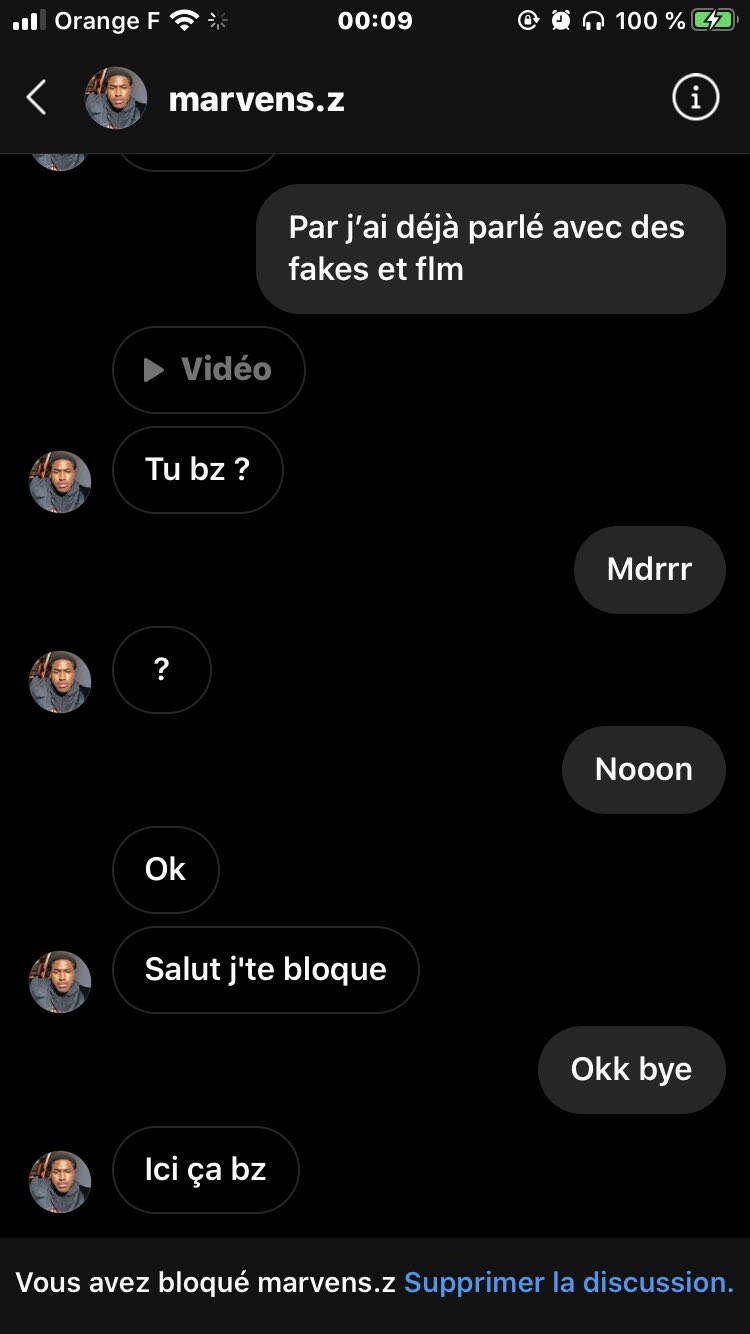 Orange F 00:09 100 %
marvens.z
Par j’ai déjà parlé avec des
fakes et flm
Vidéo
Tu bz ?
Mdrrr
?
Nooon
Ok
Salut j'te bloque
Okk bye
Ici ça bz
Vous avez bloqué marvens.z Supprimer la discussion.